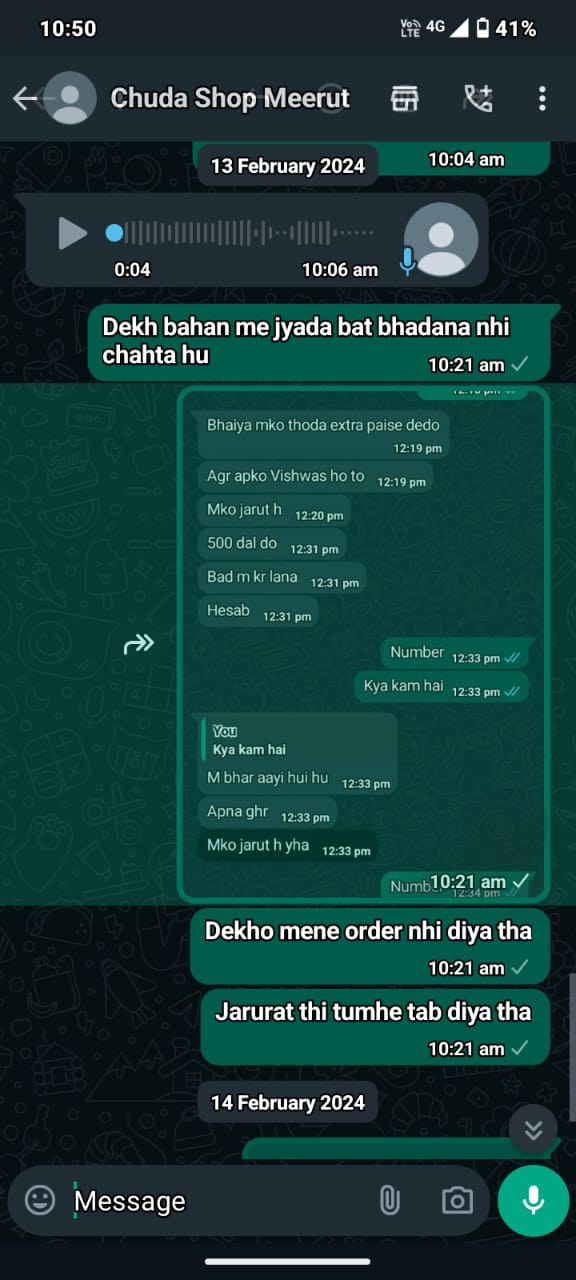 10:50
Vo LTE 4G 41%
Chuda Shop Meerut
10:04 am
13 February 2024
0:04 10:06 am
Dekh bahan me jyada bat bhadana nhi
chahta hu
10:21 am
Bhaiya mko thoda extra paise dedo
12:19 pm
Agr apko Vishwas ho to 12:19 pm
Mko jarut h 12:20 pm
500 dal do 12:31 pm
Bad m kr lana 12:31 pm
Hesab 12:31 pm
Number 12:33 pm
Kya kam hai 12:33 pm
You
Kya kam hai
M bhar aayi hui hu 12:33 pm
Apna ghr 12:33 pm
Mko jarut h yha 12:33 pm
10:21 am
12:34 pm
Dekho mene order nhi diya tha
10:21 am
Jarurat thi tumhe tab diya tha
10:21 am
14 February 2024
Message